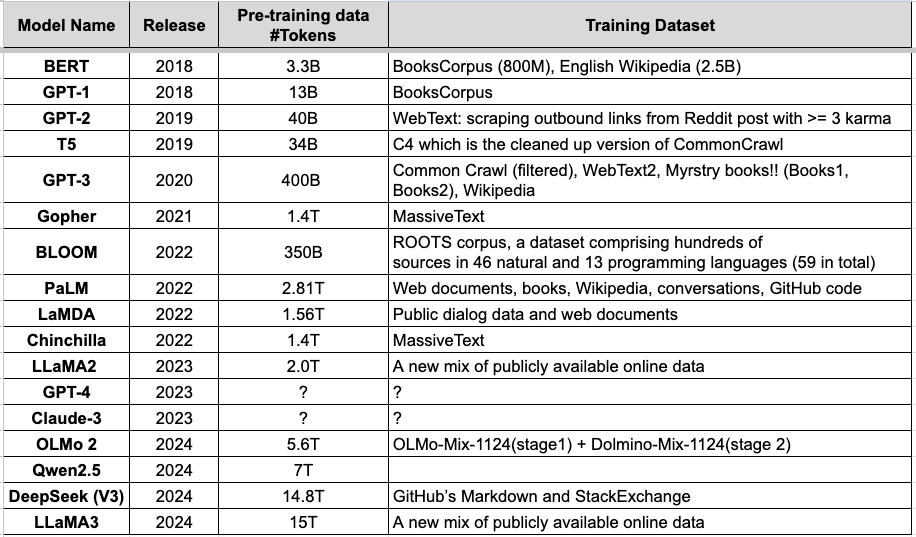 Model Name Release Pre-training data #Tokens Training Dataset
BERT 2018 3.3B BooksCorpus (800M), English Wikipedia (2.5B)
GPT-1 2018 13B BooksCorpus
GPT-2 2019 40B WebText: scraping outbound links from Reddit post with >= 3 karma
T5 2019 34B C4 which is the cleaned up version of CommonCrawl
GPT-3 2020 400B Common Crawl (filtered), WebText2, Myrstry books!! (Books1,
Books2), Wikipedia
Gopher 2021 1.4T MassiveText
BLOOM 2022 350B ROOTS corpus, a dataset comprising hundreds of
sources in 46 natural and 13 programming languages (59 in total)
PaLM 2022 2.81T Web documents, books, Wikipedia, conversations, GitHub code
LaMDA 2022 1.56T Public dialog data and web documents
Chinchilla 2022 1.4T MassiveText
LLaMA2 2023 2.0T A new mix of publicly available online data
GPT-4 2023 ? ?
Claude-3 2023 ? ?
OLMo 2 2024 5.6T OLMo-Mix-1124(stage1) + Dolmino-Mix-1124(stage 2)
Qwen2.5 2024 7T
DeepSeek (V3) 2024 14.8T GitHub's Markdown and StackExchange
LLaMA3 2024 15T A new mix of publicly available online data